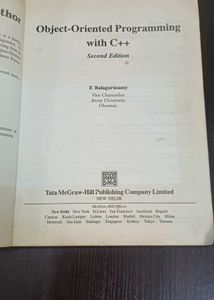 thor
Object-Oriented Programming
with C++
Second Edition
E Balagurusamy
Vice Chancellor
Anna University
Chennai
Tata McGraw-Hill Publishing Company Limited
NEW DELHI
McGraw-Hill Offices
New Delhi New York St Louis San Francisco Auckland Bogotá
Caracas Kuala Lumpur Lisbon London Madrid Mexico City Milan
Montreal San Juan Santiago Singapore Sydney Tokyo Toronto